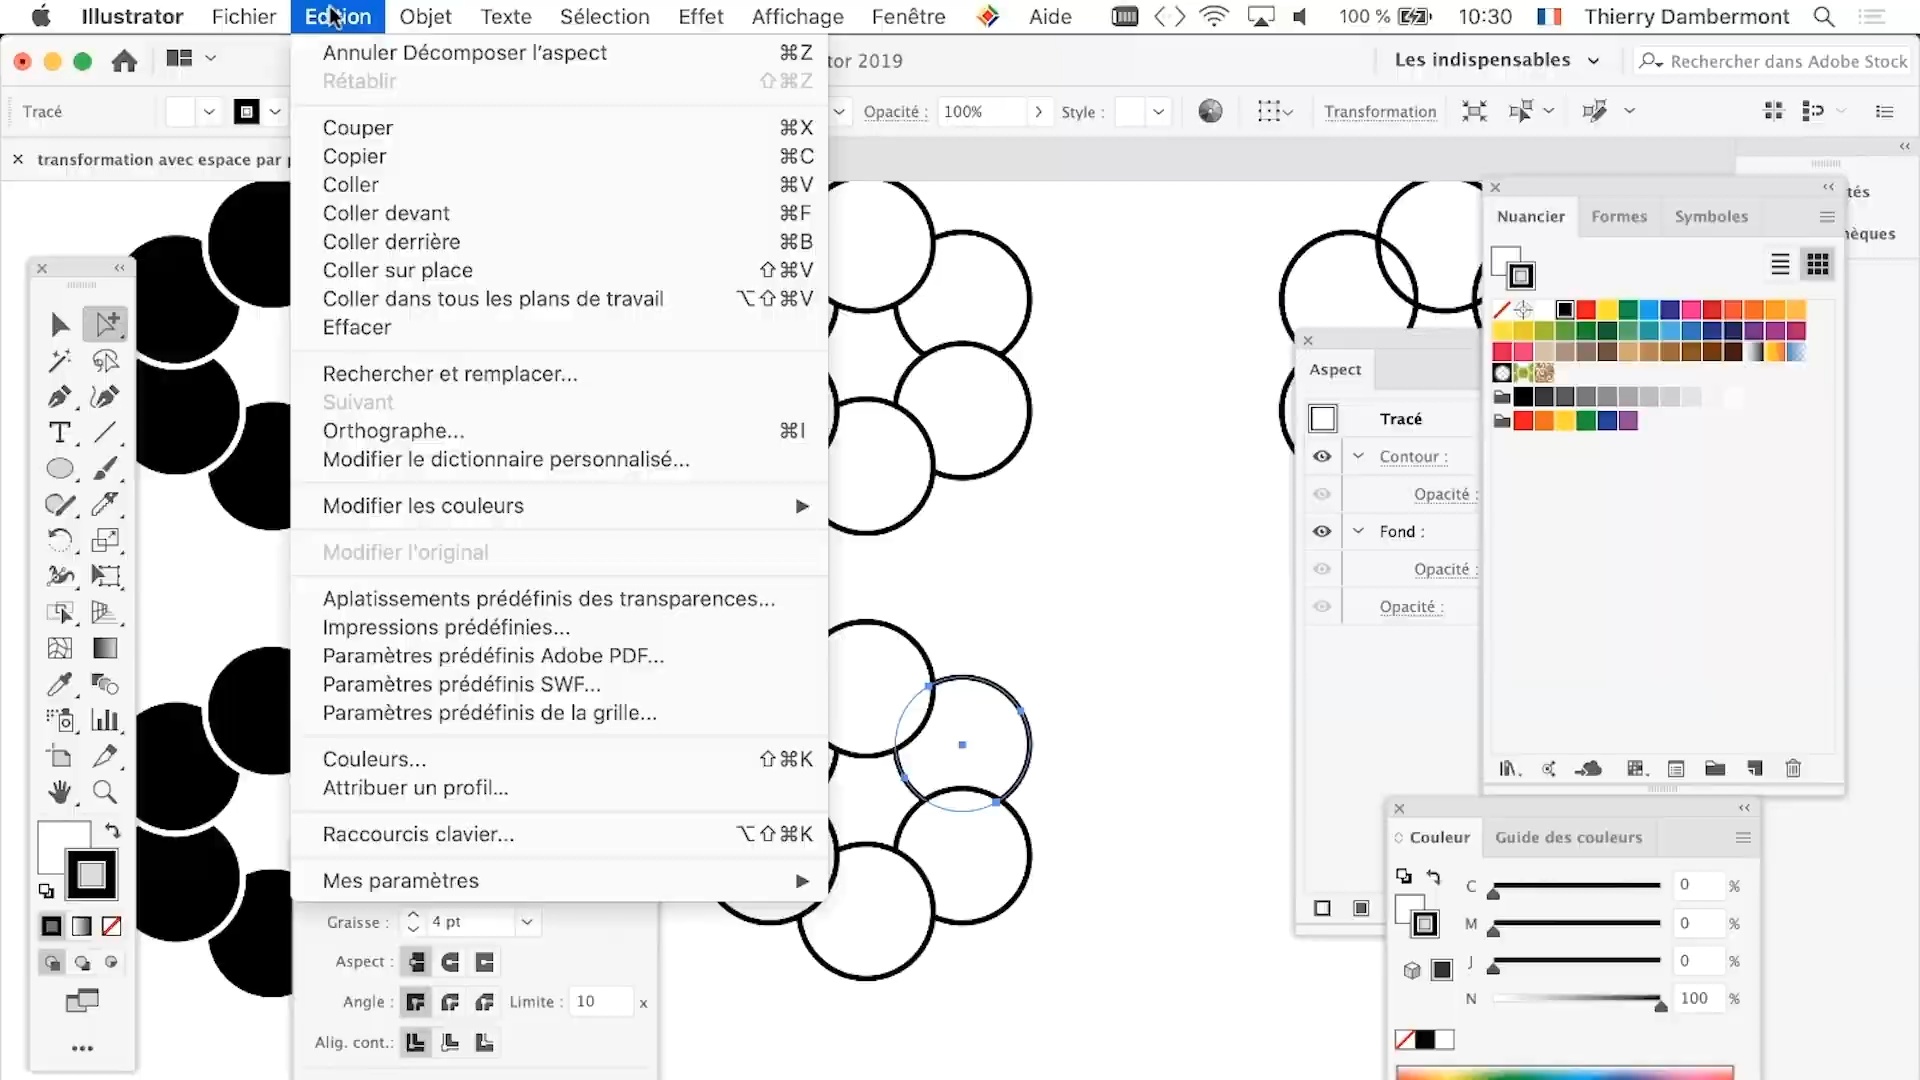 Illustrator Fichier Edition Objet Texte Sélection Effet Affichage Fenêtre Aide 100 % 10:30 Thierry Dambermont
tor 2019 Les indispensables Rechercher dans Adobe Stock
Tracé Opacité : 100% Style : Transformation
transformation avec espace par
Annuler Décomposer l'aspect ⌘Z
Rétablir ⇧⌘Z
Couper ⌘X
Copier ⌘C
Coller ⌘V
Coller devant ⌘F
Coller derrière ⌘B
Coller sur place ⇧⌘V
Coller dans tous les plans de travail ⌥⇧⌘V
Effacer
Rechercher et remplacer...
Suivant
Orthographe... ⌘I
Modifier le dictionnaire personnalisé...
Modifier les couleurs
Modifier l'original
Aplatissements prédéfinis des transparences...
Impressions prédéfinies...
Paramètres prédéfinis Adobe PDF...
Paramètres prédéfinis SWF...
Paramètres prédéfinis de la grille...
Couleurs... ⇧⌘K
Attribuer un profil...
Raccourcis clavier... ⌥⇧⌘K
Mes paramètres
Graisse : 4 pt
Aspect :
Angle : Limite : 10 x
Alig. cont.:
Aspect
Tracé
Contour :
Opacité :
Fond :
Opacité :
Opacité :
Nuancier Formes Symboles
tés
hèques
Couleur Guide des couleurs
C 0 %
M 0 %
J 0 %
N 100 %